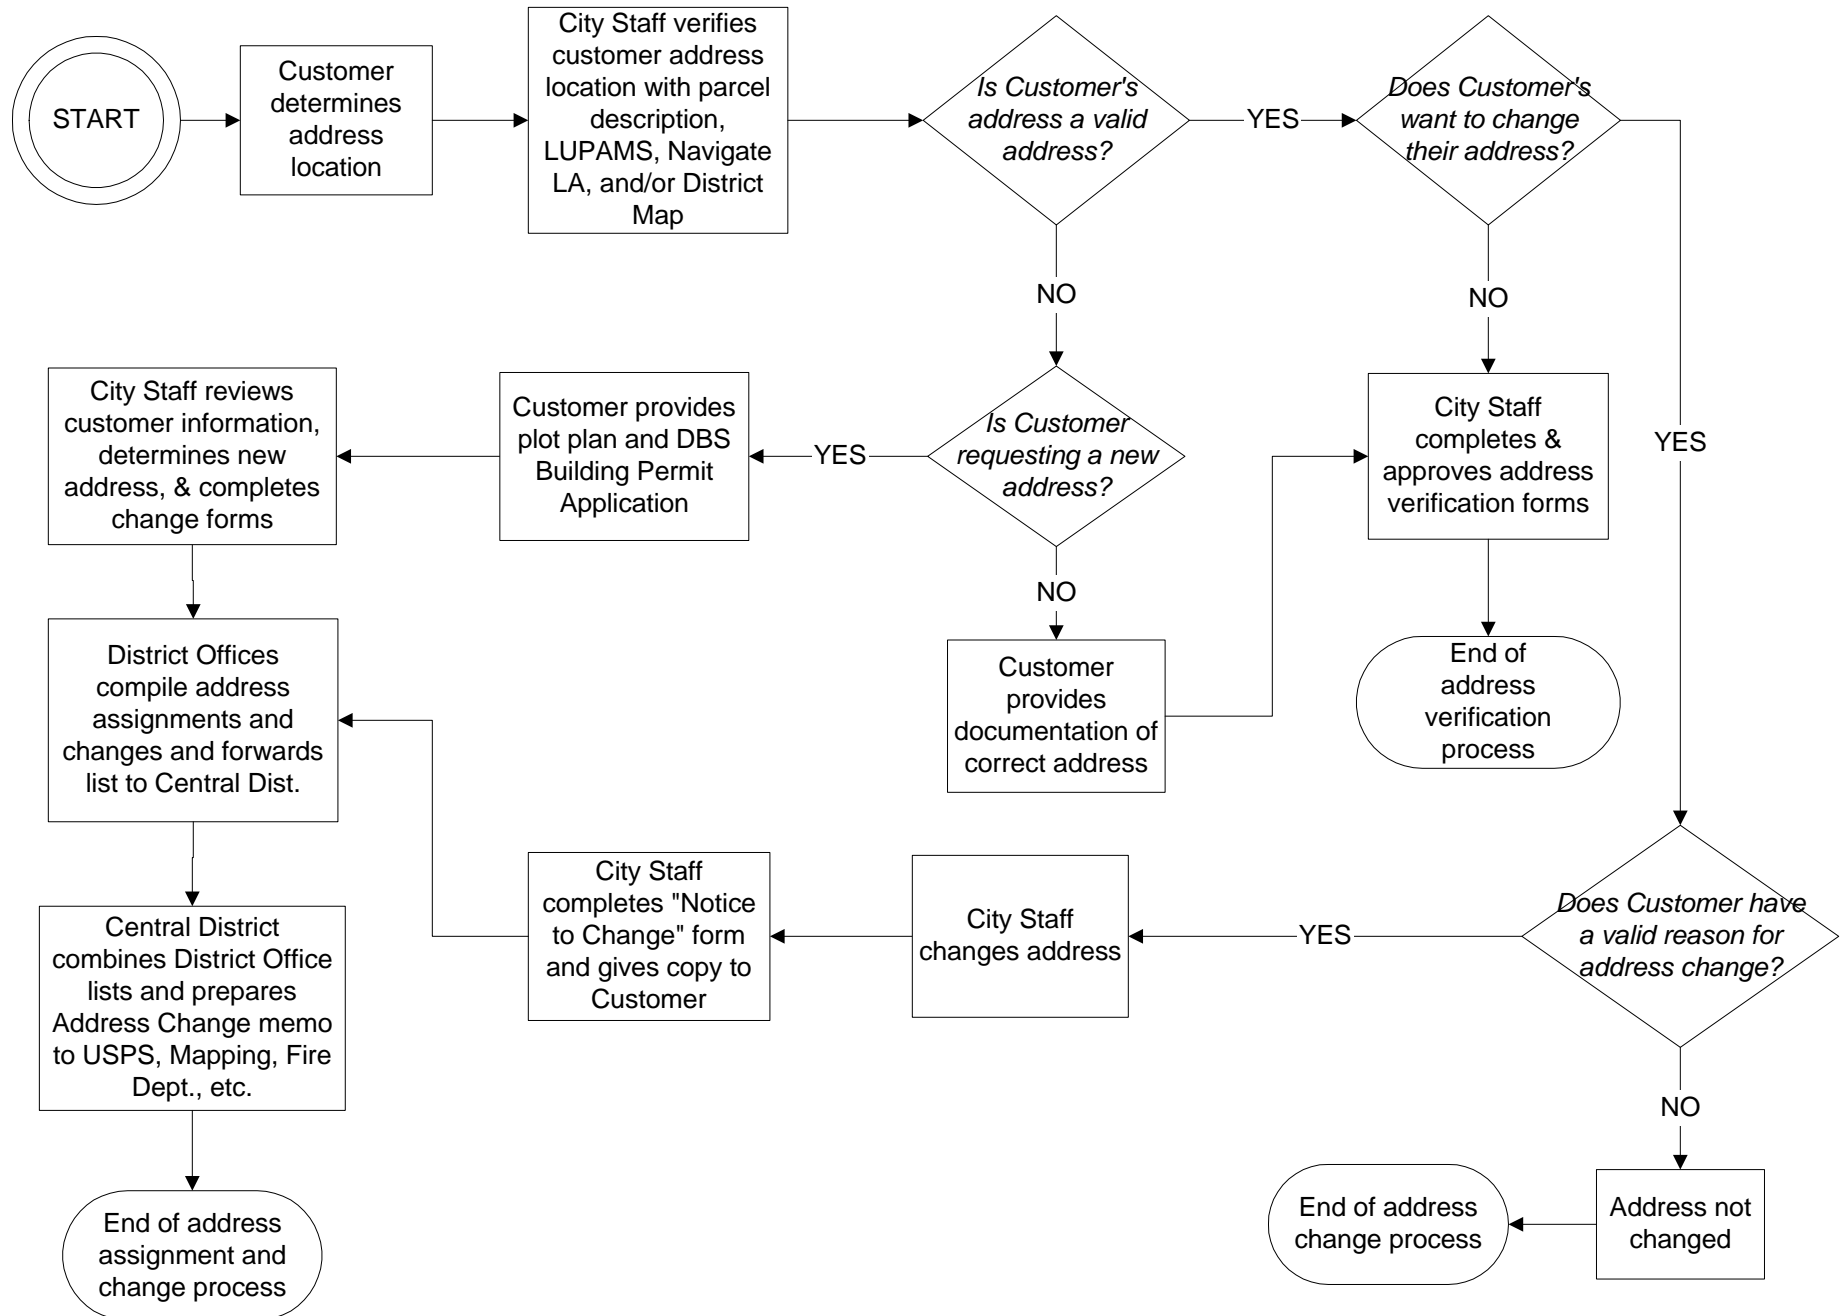 START
Customer
determines
address
location
City Staff verifies
customer address
location with parcel
description,
LUPAMS, Navigate
LA, and/or District
Map
Is Customer's
address a valid
address?
YES
Does Customer's
want to change
their address?
NO
NO
YES
City Staff reviews
customer information,
determines new
address, & completes
change forms
Customer provides
plot plan and DBS
Building Permit
Application
YES
Is Customer
requesting a new
address?
City Staff
completes &
approves address
verification forms
NO
District Offices
compile address
assignments and
changes and forwards
list to Central Dist.
Customer
provides
documentation of
correct address
End of
address
verification
process
Central District
combines District Office
lists and prepares
Address Change memo
to USPS, Mapping, Fire
Dept., etc.
City Staff
completes "Notice
to Change" form
and gives copy to
Customer
City Staff
changes address
YES
Does Customer have
a valid reason for
address change?
NO
End of address
assignment and
change process
End of address
change process
Address not
changed